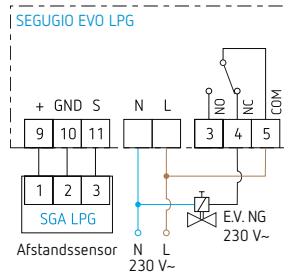 SEGUGIO EVO LPG
NO
NC
COM
+ GND S N L
9 10 11 3 4 5
1 2 3
SGA LPG
Afstandssensor
N L
230 V~
E.V. NG
230 V~